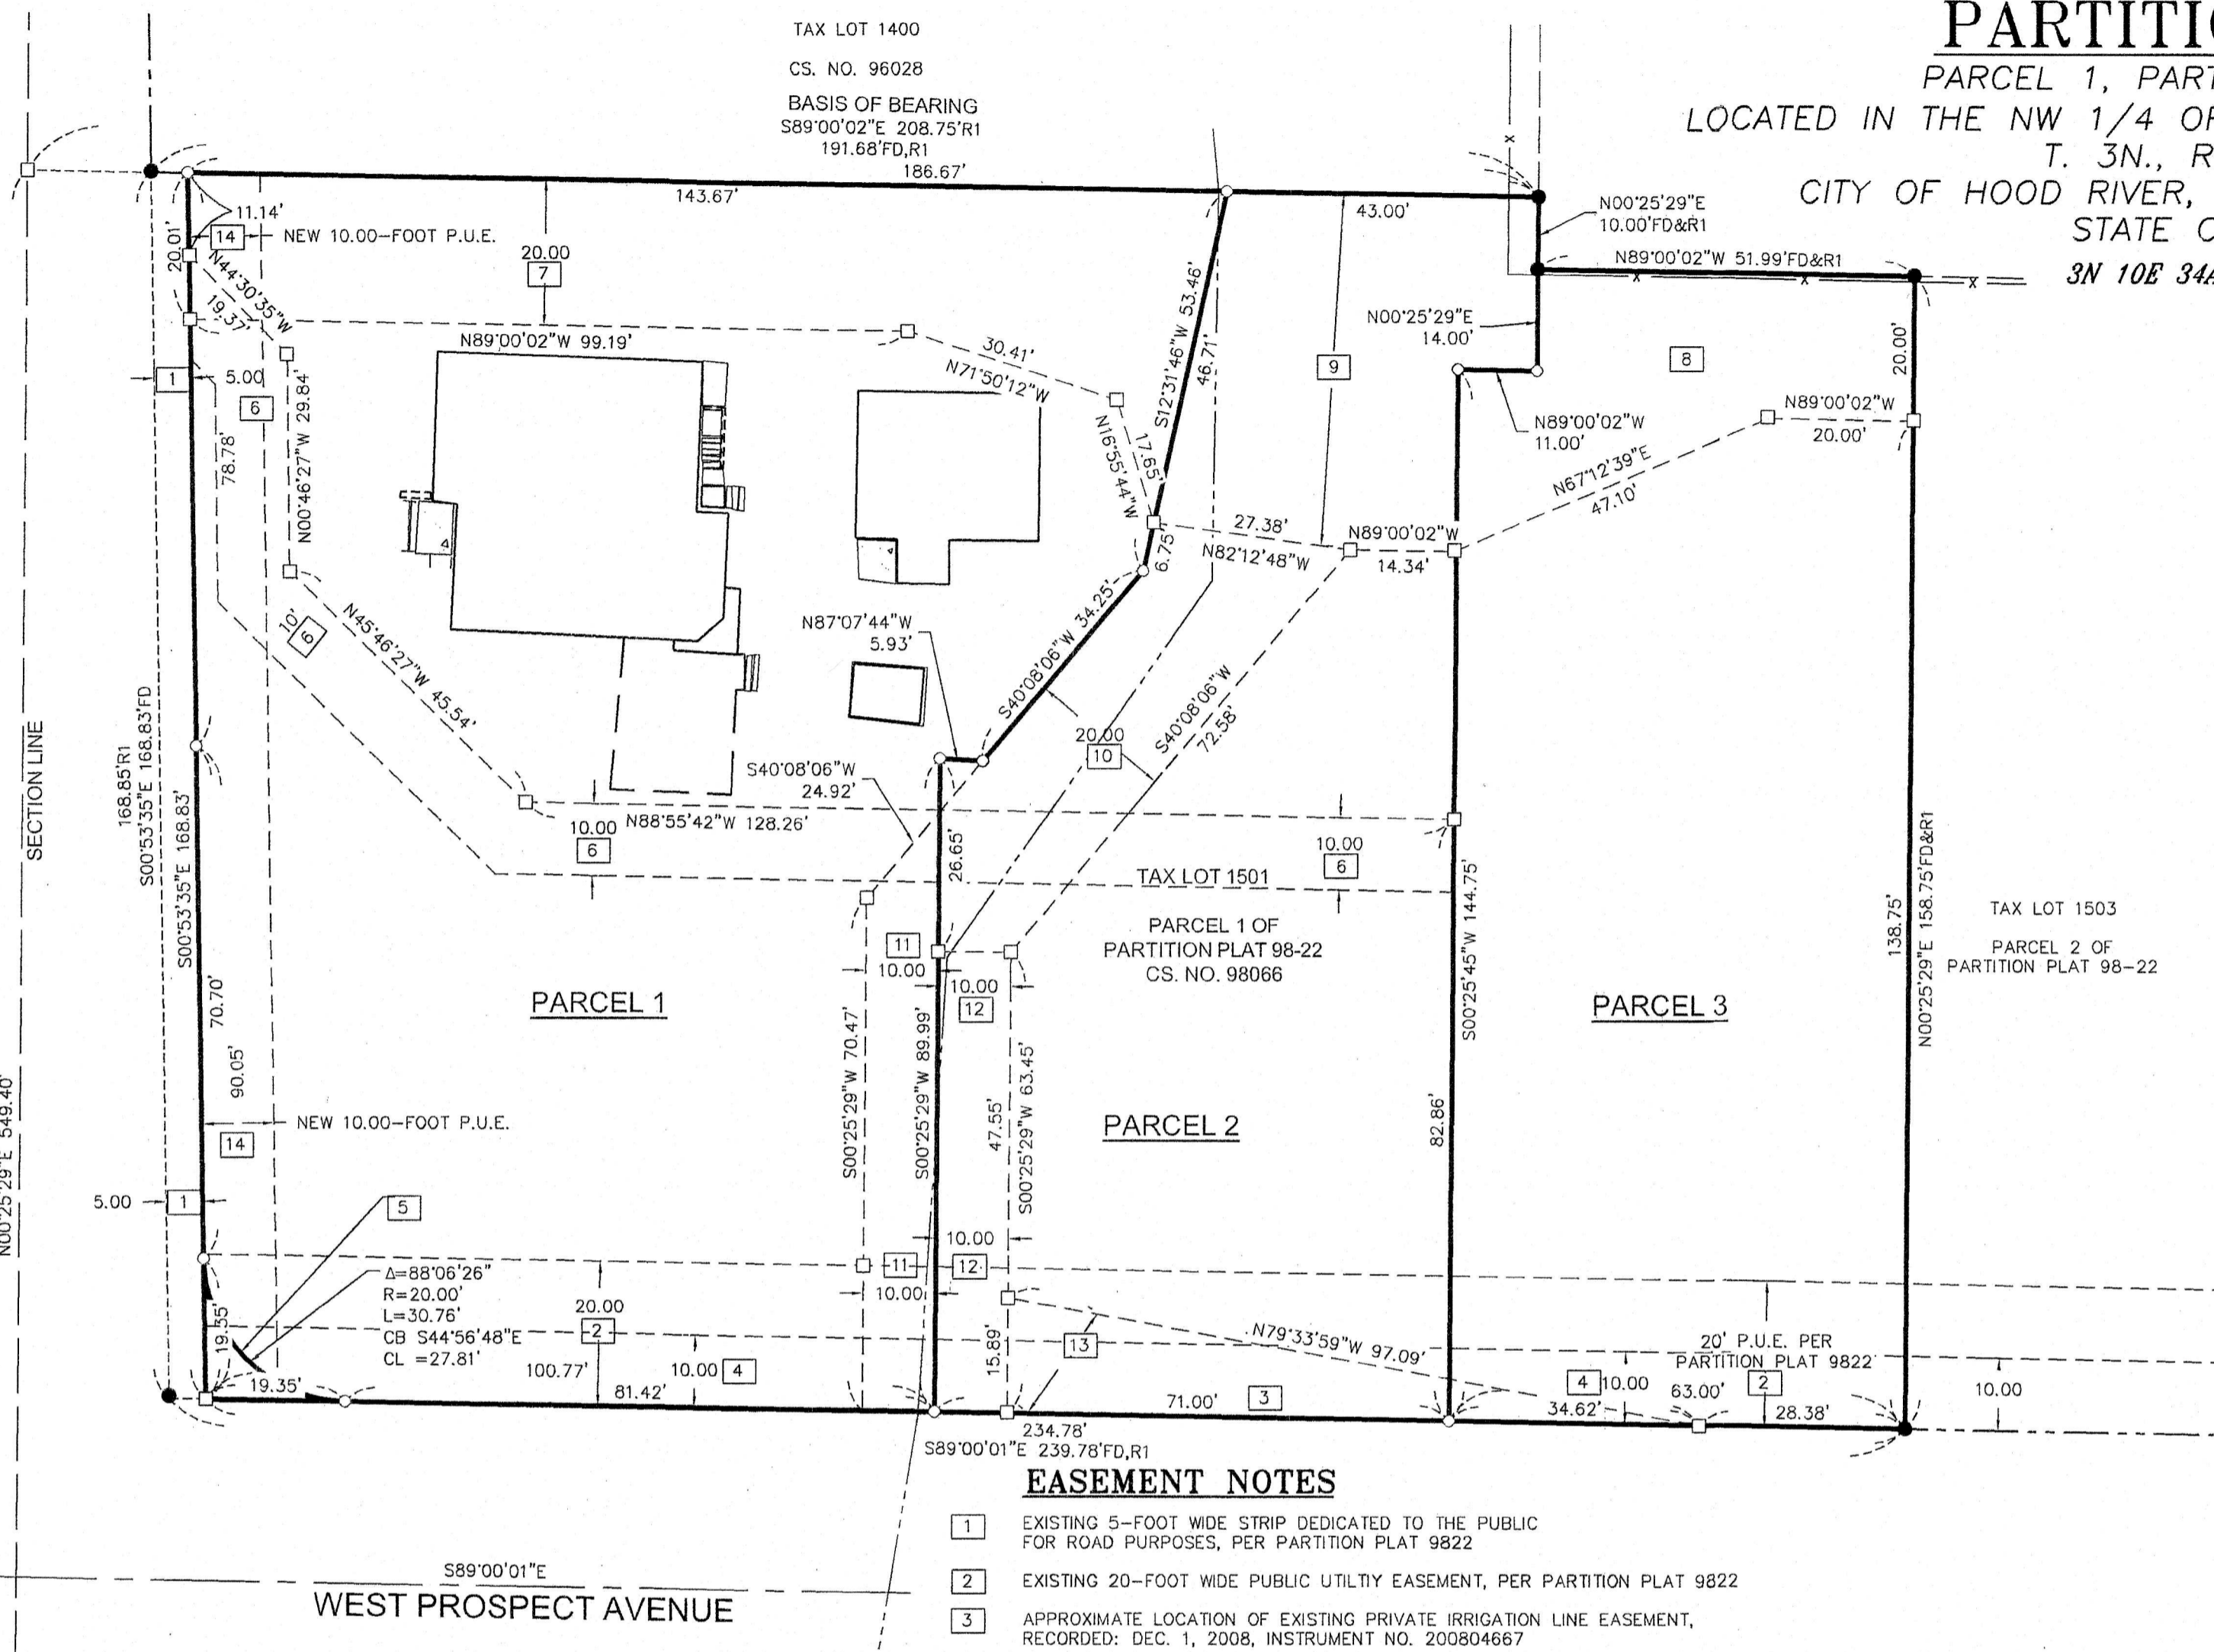 TAX LOT 1400
CS. NO. 96028
BASIS OF BEARING
S89°00'02"E 208.75'R1
191.68'FD,R1
186.67'
143.67'
43.00'
PARCEL 1, PART
LOCATED IN THE NW 1/4
T. 3N.,
CITY OF HOOD RIVER,
STATE
3N 10E
N00°25'29"E
10.00'FD&R1
N89°00'02"W 51.99'FD&R1
11.14'
20.01'
14
NEW 10.00-FOOT P.U.E.
N44°30'35"W
19.37'
20.00
7
N89°00'02"W 99.19'
30.41'
N71°50'12"W
S12°31'46"W 53.46'
46.71'
N16°55'44"W
17.65'
6.75'
9
N00°25'29"E
14.00'
8
20.00'
N89°00'02"W
11.00'
N89°00'02"W
20.00'
N67°12'39"E
47.10'
1
5.00
6
78.78'
N00°46'27"W 29.84'
27.38'
N82°12'48"W
N89°00'02"W
14.34'
10'
6
N45°46'27"W 45.54'
N87°07'44"W
5.93'
S40°08'06"W 34.25'
S40°08'06"W
72.58'
20.00
10
S40°08'06"W
24.92'
SECTION LINE
168.85'R1
S00°53'35"E 168.83'FD
S00°53'35"E 168.83'
10.00
6
N88°55'42"W 128.26'
26.65'
10.00
6
TAX LOT 1501
PARCEL 1 OF
PARTITION PLAT 98-22
CS. NO. 98066
S00°25'45"W 144.75'
138.75'
N00°25'29"E 158.75'FD&R1
TAX LOT 1503
PARCEL 2 OF
PARTITION PLAT 98-22
11
10.00
10.00
12
70.70'
PARCEL 1
PARCEL 3
S00°25'29"W 70.47'
S00°25'29"W 89.99'
47.55'
S00°25'29"W 63.45'
N00°25'29"E 549.40'
90.05'
NEW 10.00-FOOT P.U.E.
14
PARCEL 2
82.86'
5.00
1
5
10.00
11
12
10.00
Δ=88°06'26"
R=20.00'
L=30.76'
CB S44°56'48"E
CL =27.81'
20.00
2
100.77'
10.00
4
19.35'
19.35'
81.42'
15.89'
13
N79°33'59"W 97.09'
20' P.U.E. PER
PARTITION PLAT 9822
71.00'
3
4
10.00
63.00'
2
10.00
34.62'
28.38'
234.78'
S89°00'01"E 239.78'FD,R1
EASEMENT NOTES
1 EXISTING 5-FOOT WIDE STRIP DEDICATED TO THE PUBLIC
FOR ROAD PURPOSES, PER PARTITION PLAT 9822
2 EXISTING 20-FOOT WIDE PUBLIC UTILTIY EASEMENT, PER PARTITION PLAT 9822
3 APPROXIMATE LOCATION OF EXISTING PRIVATE IRRIGATION LINE EASEMENT,
RECORDED: DEC. 1, 2008, INSTRUMENT NO. 200804667
S89°00'01"E
WEST PROSPECT AVENUE